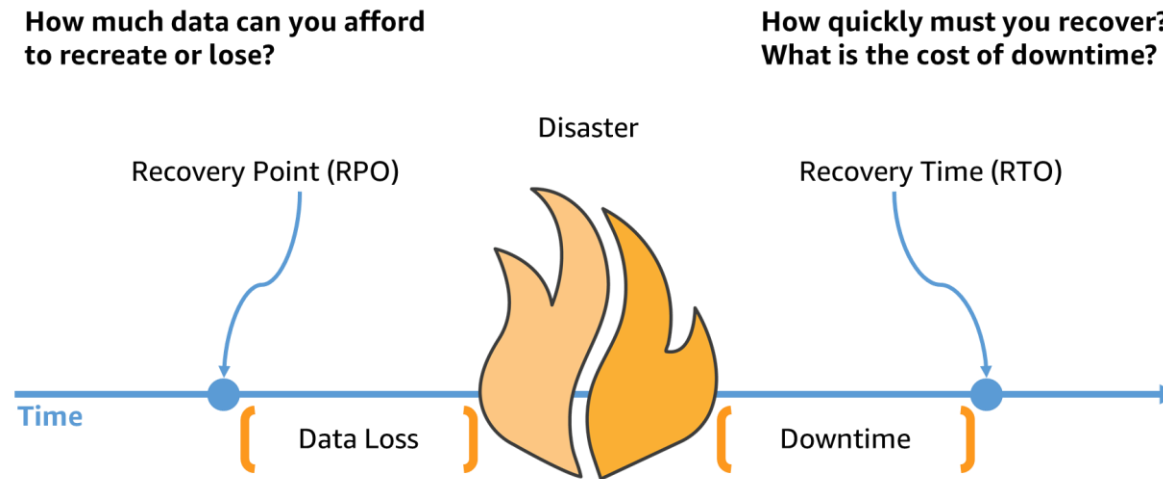 How much data can you afford
to recreate or lose?
How quickly must you recover?
What is the cost of downtime?
Disaster
Recovery Point (RPO)
Recovery Time (RTO)
Time
Data Loss
Downtime